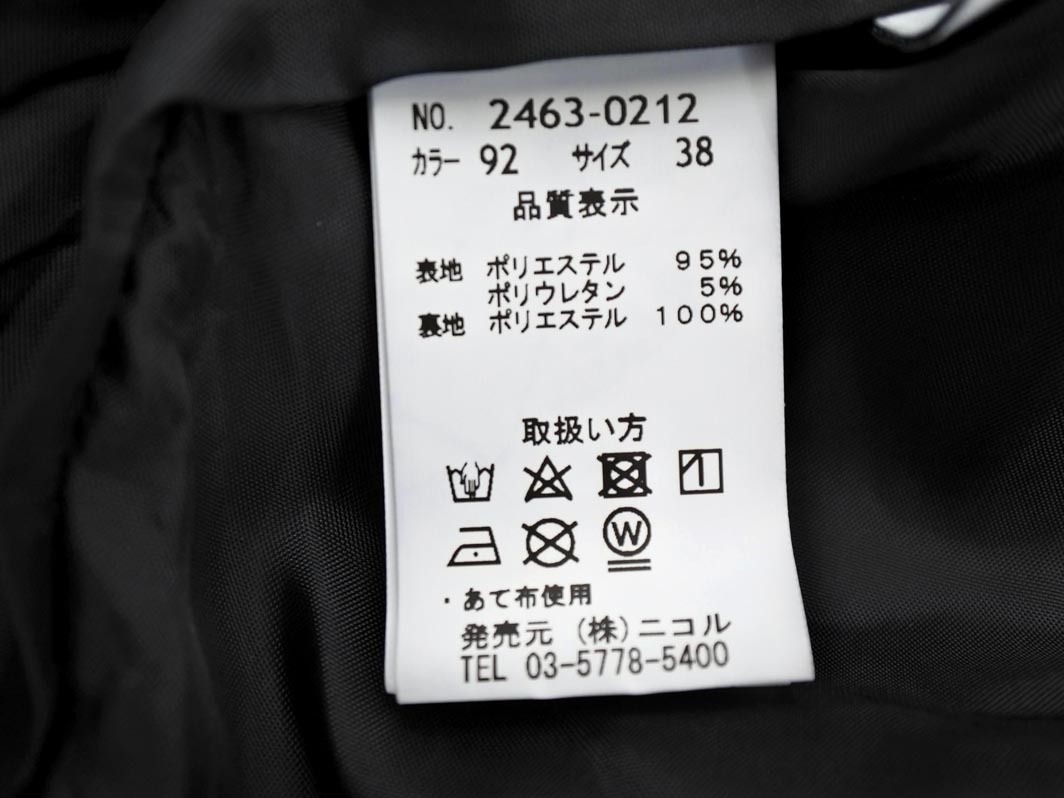 NO. 2463-0212
カラー 92 サイズ 38
品質表示
表地 ポリエステル 95%
ポリウレタン 5%
裏地 ポリエステル 100%
取扱い方
W
・あて布使用
発売元 (株)ニコル
TEL 03-5778-5400